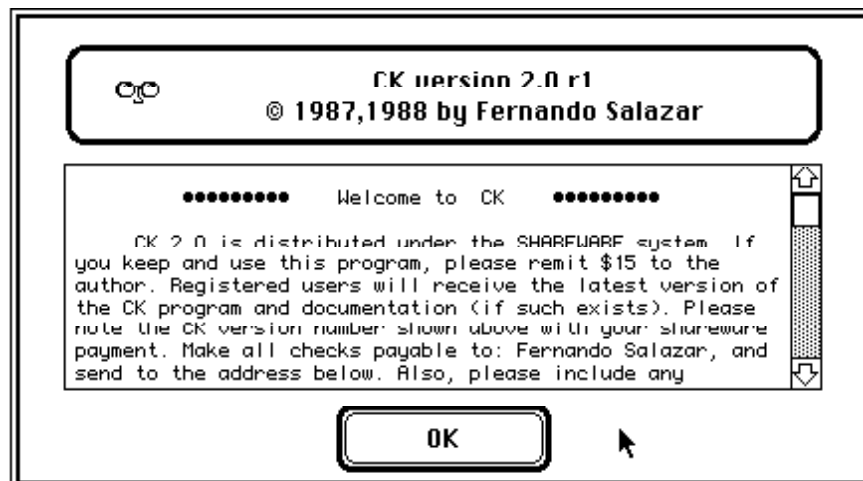 CK version 2.0 r1
© 1987,1988 by Fernando Salazar
●●●●●●●●● Welcome to CK ●●●●●●●●●
CK 2.0 is distributed under the SHAREWARE system. If
you keep and use this program, please remit $15 to the
author. Registered users will receive the latest version of
the CK program and documentation (if such exists). Please
note the CK version number shown above with your shareware
payment. Make all checks payable to: Fernando Salazar, and
send to the address below. Also, please include any
OK